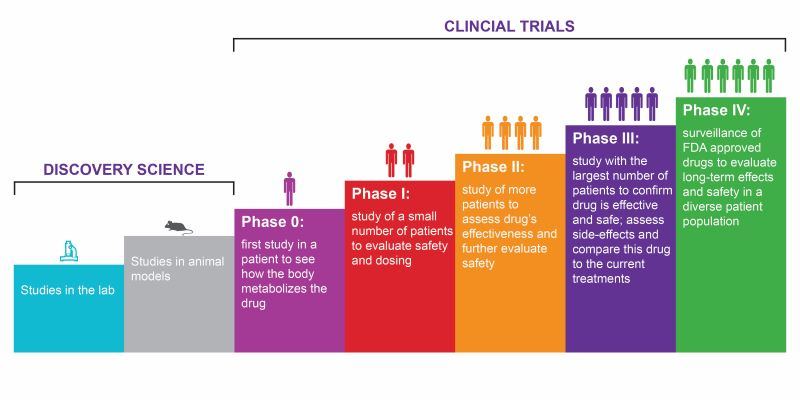 CLINCIAL TRIALS
DISCOVERY SCIENCE
Studies in the lab
Studies in animal
models
Phase 0:
first study in a
patient to see
how the body
metabolizes the
drug
Phase I:
study of a small
number of patients
to evaluate safety
and dosing
Phase II:
study of more
patients to
assess drug's
effectiveness and
further evaluate
safety
Phase III:
study with the
largest number of
patients to confirm
drug is effective
and safe; assess
side-effects and
compare this drug
to the current
treatments
Phase IV:
surveillance of
FDA approved
drugs to evaluate
long-term effects
and safety in a
diverse patient
population